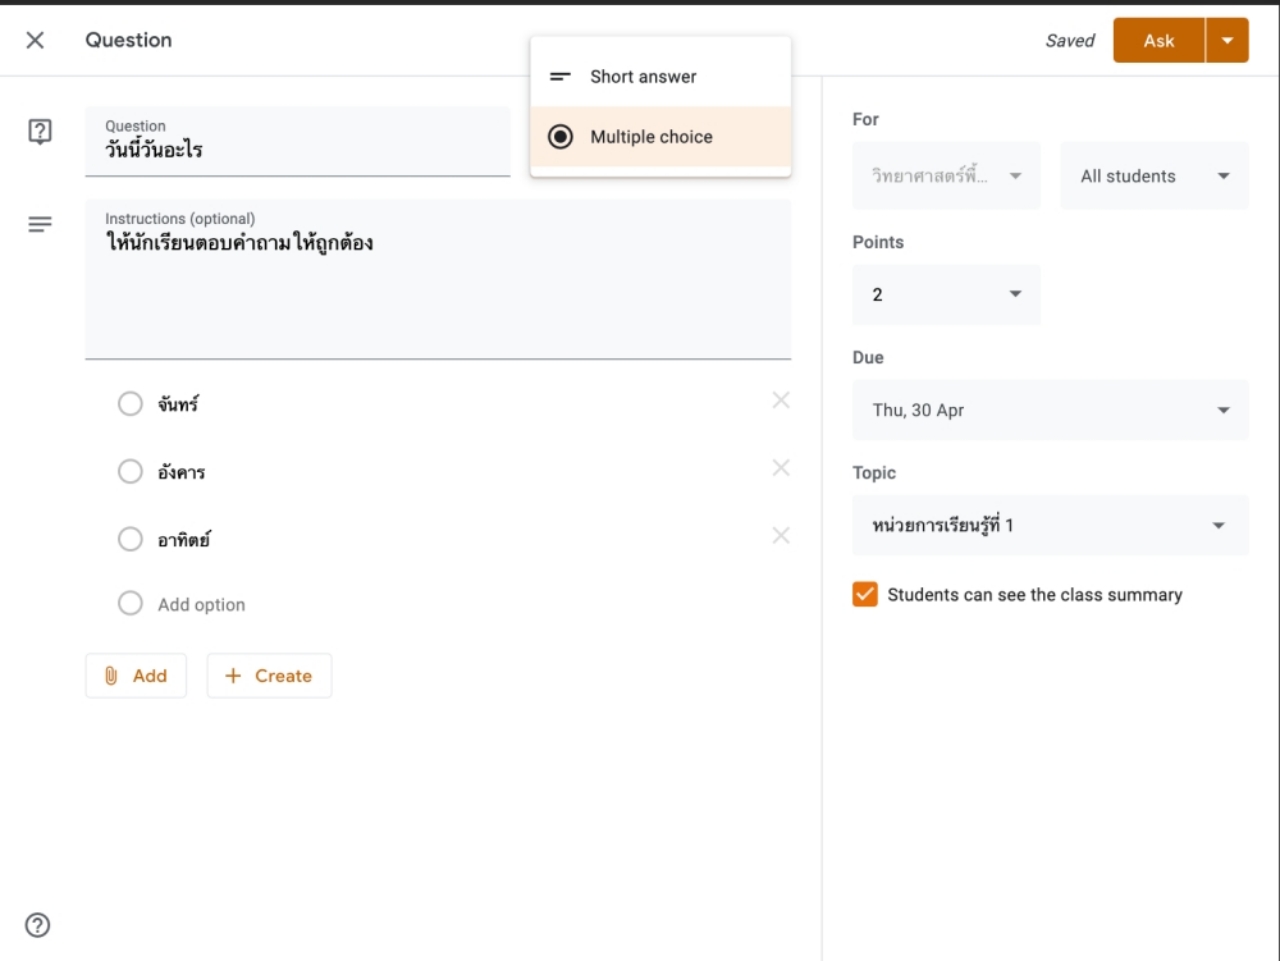 Question
Saved
Ask
Short answer
Multiple choice
Question
วันนี้วันอะไร
Instructions (optional)
ให้นักเรียนตอบคำถาม ให้ถูกต้อง
จันทร์
อังคาร
อาทิตย์
Add option
Add
Create
For
วิทยาศาสตร์พื้...
All students
Points
2
Due
Thu, 30 Apr
Topic
หน่วยการเรียนรู้ที่ 1
Students can see the class summary